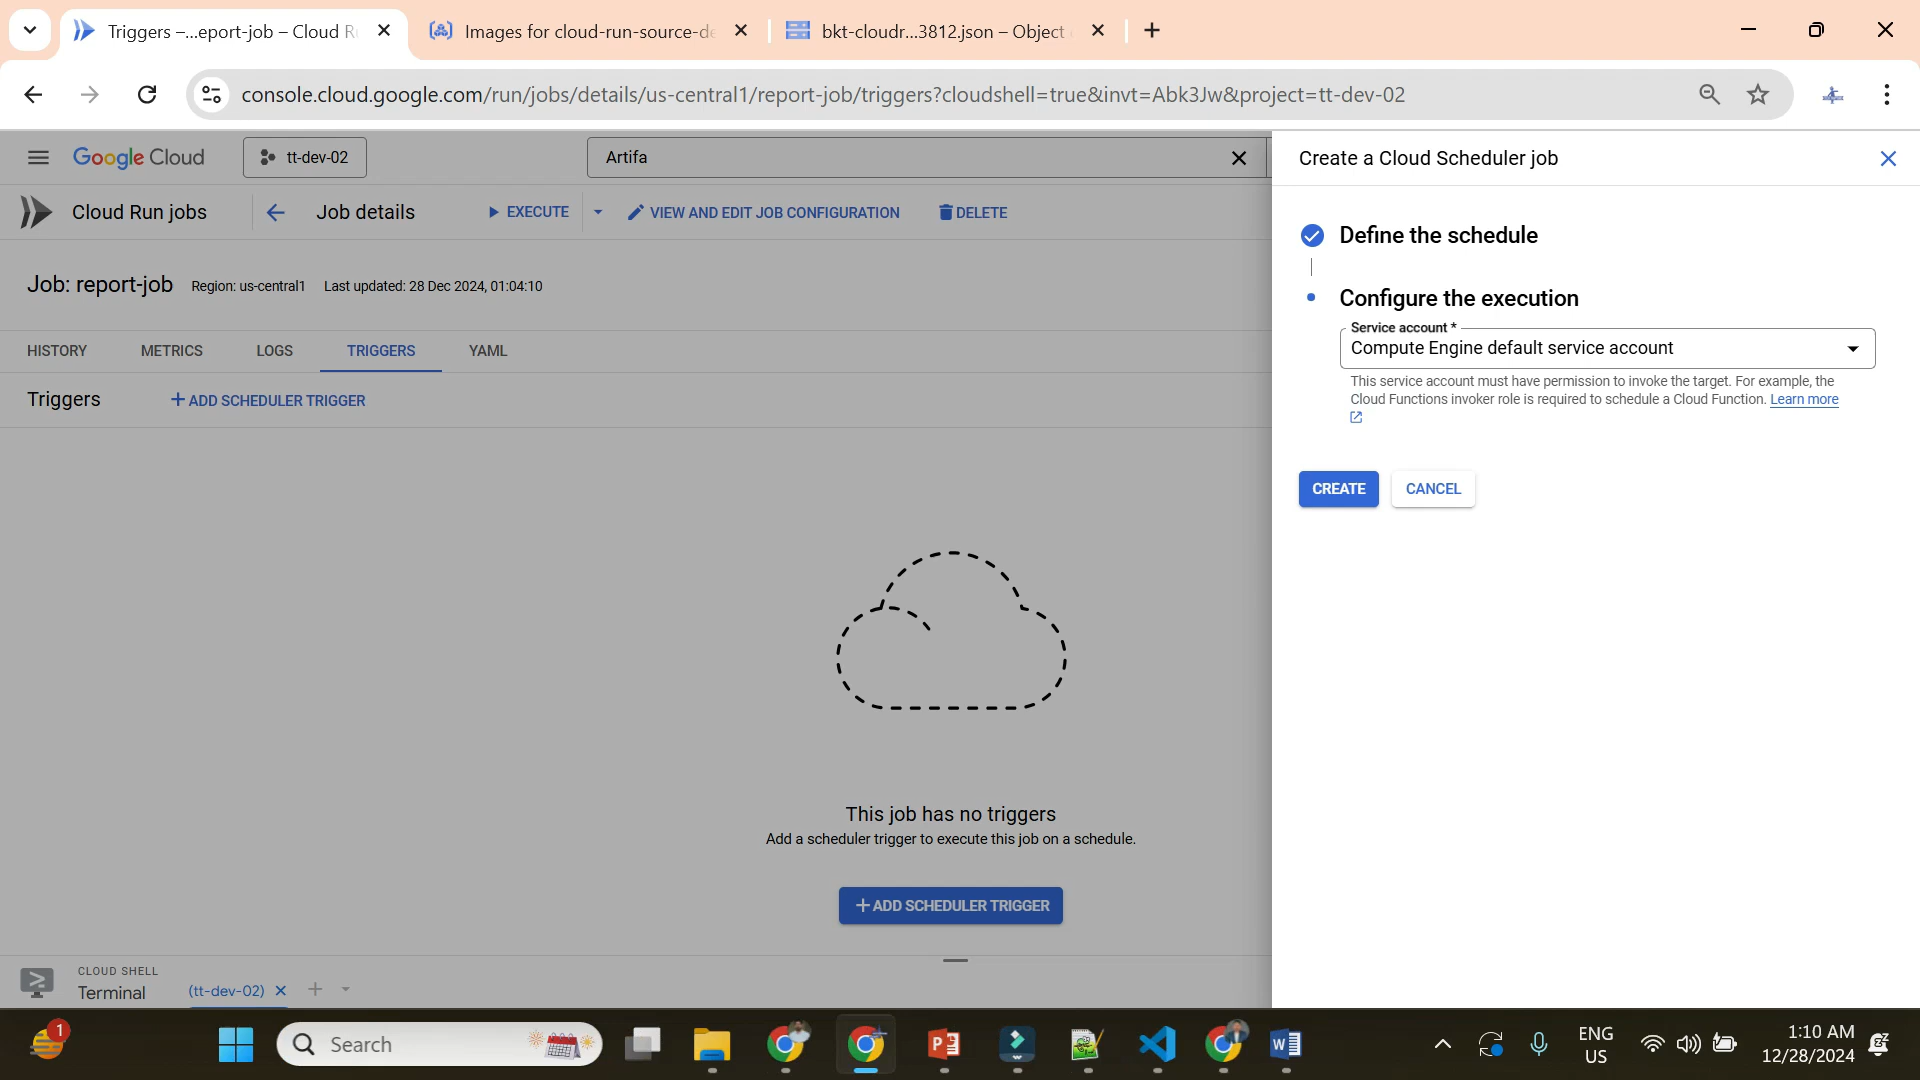 Triggers –...eport-job – Cloud R
Images for cloud-run-source-de
bkt-cloudr...3812.json – Object
console.cloud.google.com/run/jobs/details/us-central1/report-job/triggers?cloudshell=true&invt=Abk3Jw&project=tt-dev-02
Google Cloud
tt-dev-02
Artifa
Cloud Run jobs
Job details
EXECUTE
VIEW AND EDIT JOB CONFIGURATION
DELETE
Job: report-job
Region: us-central1
Last updated: 28 Dec 2024, 01:04:10
HISTORY
METRICS
LOGS
TRIGGERS
YAML
Triggers
ADD SCHEDULER TRIGGER
This job has no triggers
Add a scheduler trigger to execute this job on a schedule.
ADD SCHEDULER TRIGGER
CLOUD SHELL
Terminal
(tt-dev-02)
Create a Cloud Scheduler job
Define the schedule
Configure the execution
Service account *
Compute Engine default service account
This service account must have permission to invoke the target. For example, the
Cloud Functions invoker role is required to schedule a Cloud Function. Learn more
CREATE
CANCEL
1
Search
ENG
US
1:10 AM
12/28/2024